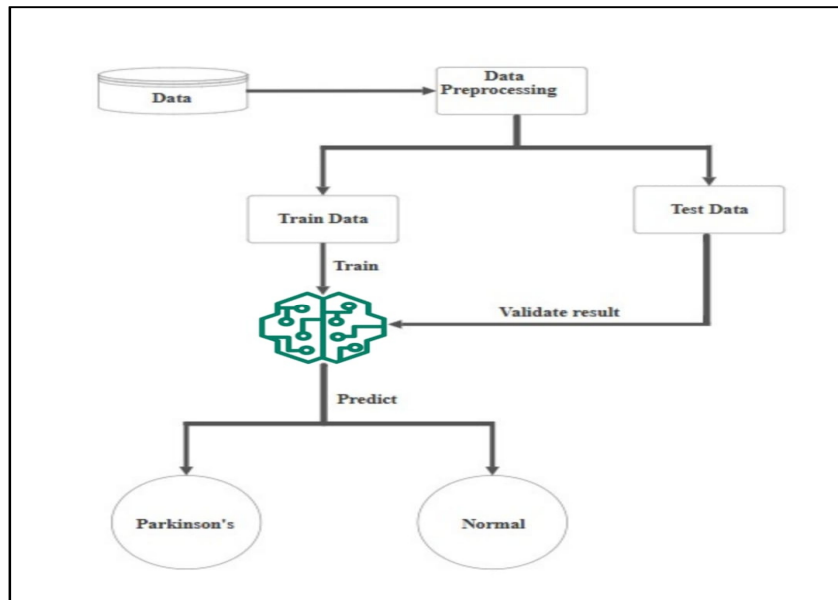 Data
Data
Preprocessing
Train Data
Test Data
Train
Validate result
Predict
Parkinson's
Normal